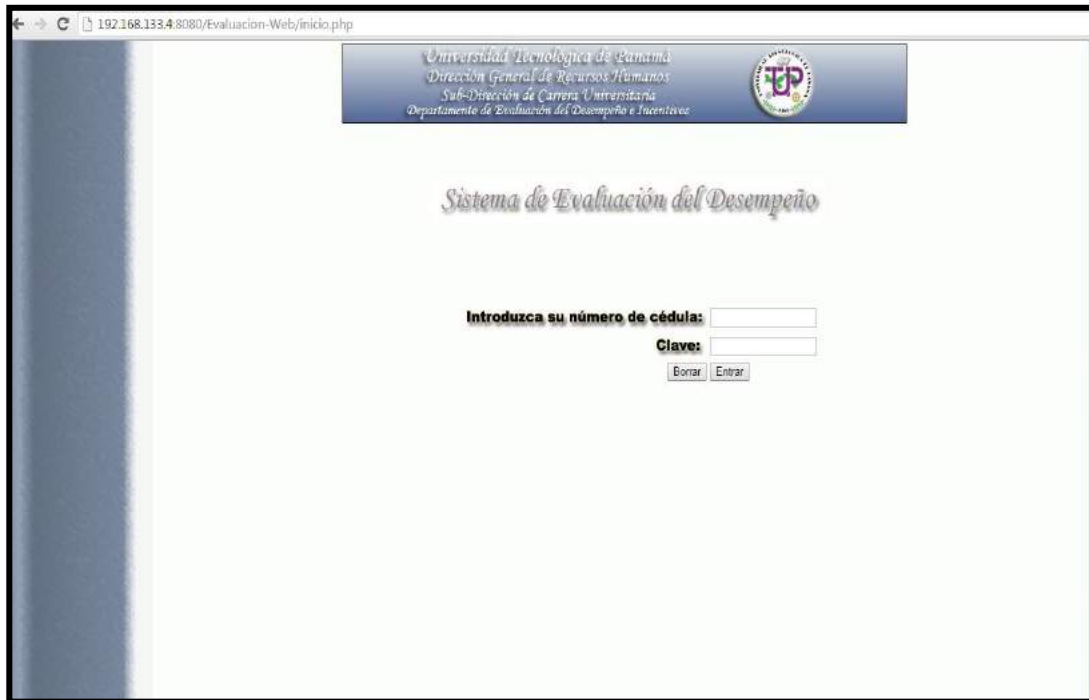 192.168.133.4:8080/Evaluacion-Web/inicio.php
Universidad Tecnológica de Panamá
Dirección General de Recursos Humanos
Sub-Dirección de Carrera Universitaria
Departamento de Evaluación del Desempeño e Incentivos
UTP
Sistema de Evaluación del Desempeño
Introduzca su número de cédula:
Clave:
Borrar Entrar